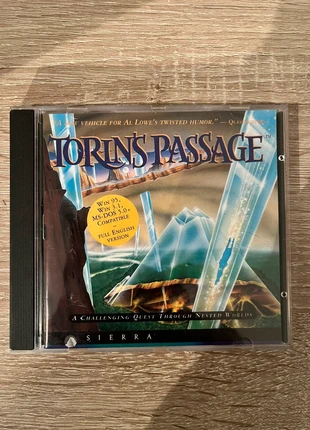 VEHICLE FOR AL LOWE'S TWISTED HUMOR." —
TORIN'S PASSAGE
WIN 95,
WIN 3.1,
MS-DOS 5.0+
COMPATIBLE
FULL ENGLISH
VERSION
A CHALLENGING QUEST THROUGH NESTED WORLDS
SIERRA